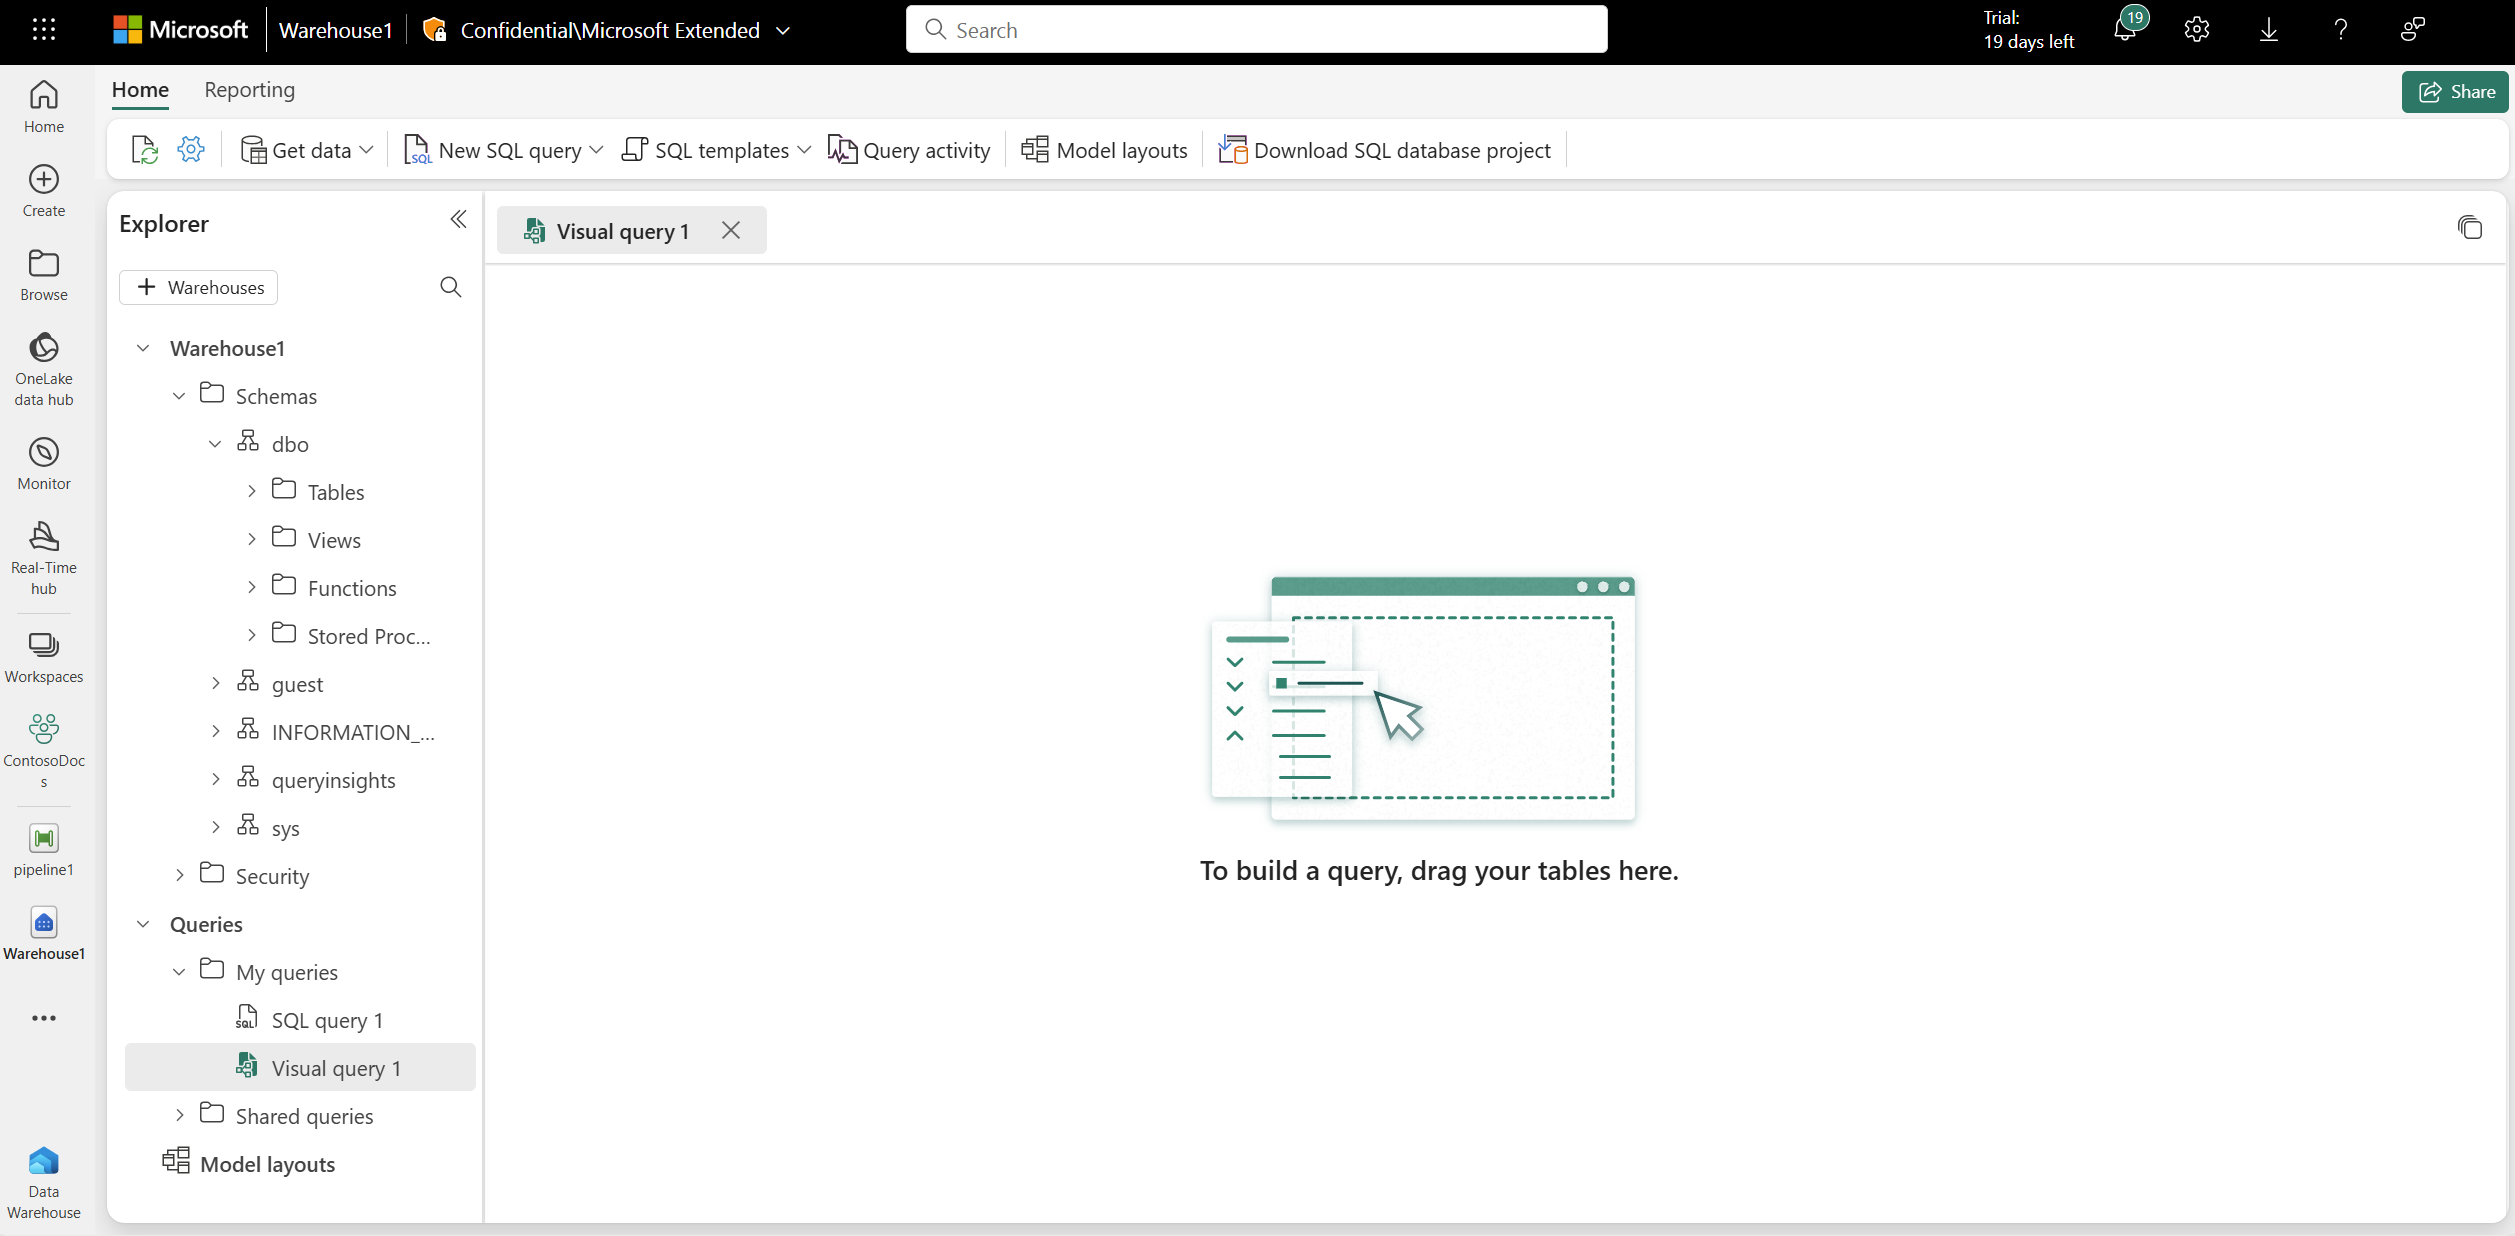 Microsoft Warehouse1 Confidential\Microsoft Extended Search Trial: 19
19 days left
Home Reporting Share
Get data SQL New SQL query SQL templates Query activity Model layouts Download SQL database project
Home
Create
Browse
OneLake
data hub
Monitor
Real-Time
hub
Workspaces
ContosoDoc
s
pipeline1
Warehouse1
Data
Warehouse
Explorer
Warehouses
Warehouse1
Schemas
dbo
Tables
Views
Functions
Stored Proc...
guest
INFORMATION_...
queryinsights
sys
Security
Queries
My queries
SQL SQL query 1
Visual query 1
Shared queries
Model layouts
Visual query 1
To build a query, drag your tables here.